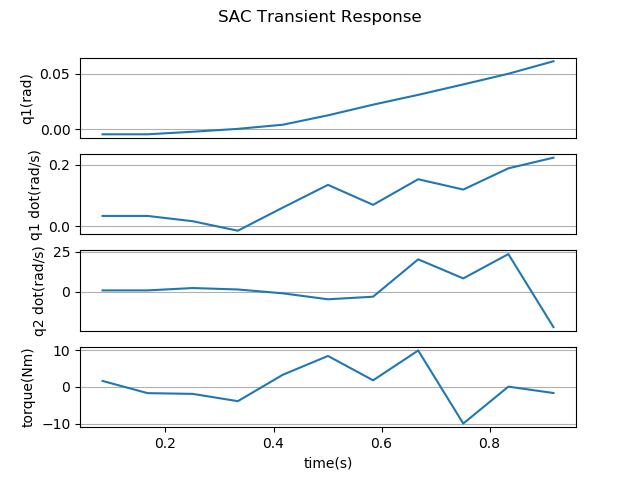 SAC Transient Response
q1(rad)
0.05
0.00
q1 dot(rad/s)
0.2
0.0
q2 dot(rad/s)
25
0
torque(Nm)
10
0
−10
0.2 0.4 0.6 0.8
time(s)